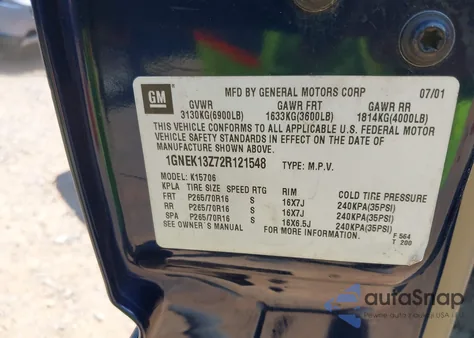 GM
MFD BY GENERAL MOTORS CORP 07/01
GVWR GAWR FRT GAWR RR
3130KG(6900LB) 1633KG(3600LB) 1814KG(4000LB)
THIS VEHICLE CONFORMS TO ALL APPLICABLE U.S. FEDERAL MOTOR
VEHICLE SAFETY STANDARDS IN EFFECT ON THE DATE OF
MANUFACTURE SHOWN ABOVE.
1GNEK13Z72R121548 TYPE: M.P.V.
MODEL: K15706
KPLA TIRE SIZE SPEED RTG RIM COLD TIRE PRESSURE
FRT P265/70R16 S 16X7J 240KPA(35PSI)
RR P265/70R16 S 16X7J 240KPA(35PSI)
SPA P265/70R16 S 16X6.5J 240KPA(35PSI)
SEE OWNER'S MANUAL FOR MORE INFORMATION.
F 564
T 200
autoSnap